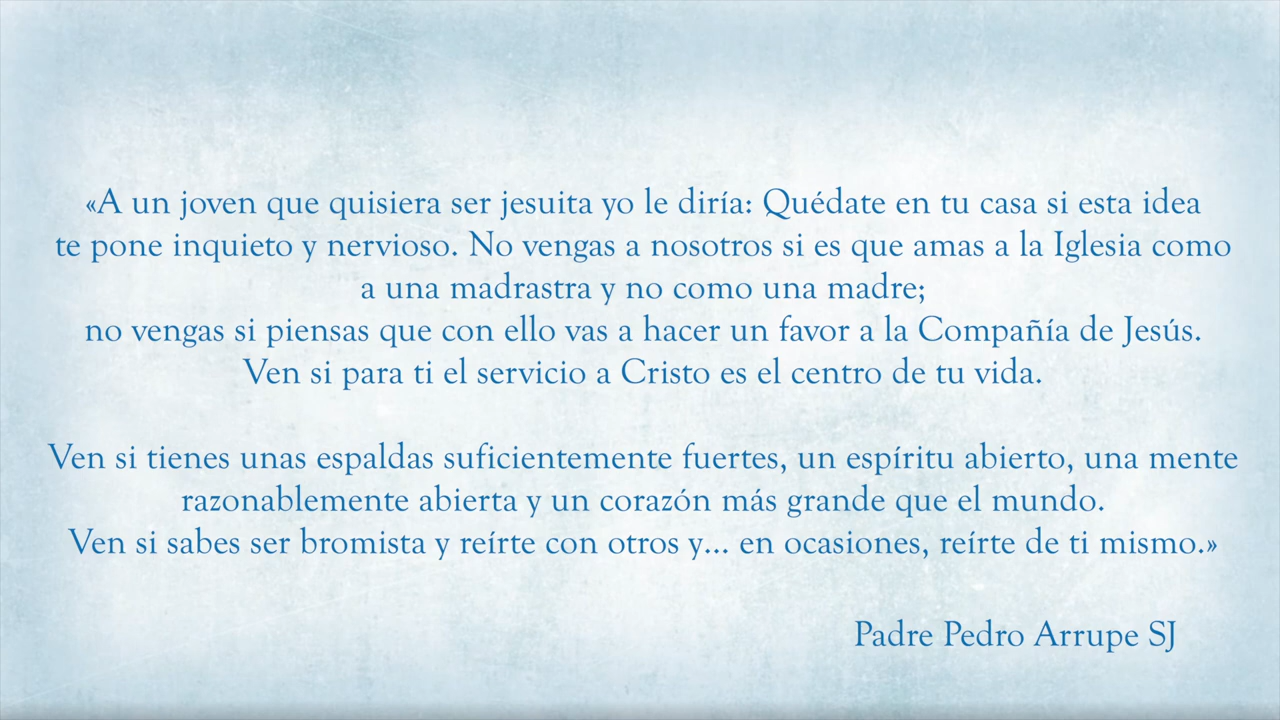 «A un joven que quisiera ser jesuita yo le diría: Quédate en tu casa si esta idea
te pone inquieto y nervioso. No vengas a nosotros si es que amas a la Iglesia como
a una madrastra y no como una madre;
no vengas si piensas que con ello vas a hacer un favor a la Compañía de Jesús.
Ven si para ti el servicio a Cristo es el centro de tu vida.
Ven si tienes unas espaldas suficientemente fuertes, un espíritu abierto, una mente
razonablemente abierta y un corazón más grande que el mundo.
Ven si sabes ser bromista y reírte con otros y... en ocasiones, reírte de ti mismo.»
Padre Pedro Arrupe SJ